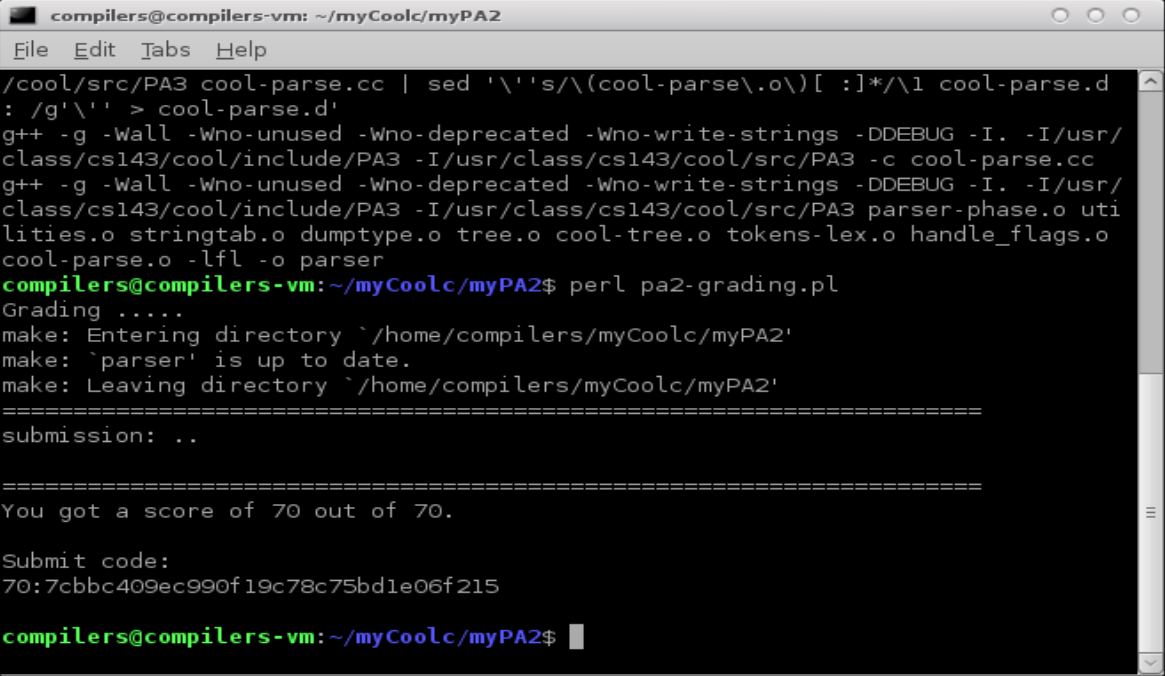 compilers@compilers-vm: ~/myCoolc/myPA2
File Edit Tabs Help
/cool/src/PA3 cool-parse.cc | sed '\''s/\(cool-parse\.o\)[ :]*/\1 cool-parse.d
: /g'\'' > cool-parse.d'
g++ -g -Wall -Wno-unused -Wno-deprecated -Wno-write-strings -DDEBUG -I. -I/usr/
class/cs143/cool/include/PA3 -I/usr/class/cs143/cool/src/PA3 -c cool-parse.cc
g++ -g -Wall -Wno-unused -Wno-deprecated -Wno-write-strings -DDEBUG -I. -I/usr/
class/cs143/cool/include/PA3 -I/usr/class/cs143/cool/src/PA3 parser-phase.o uti
lities.o stringtab.o dumptype.o tree.o cool-tree.o tokens-lex.o handle_flags.o
cool-parse.o -lfl -o parser
compilers@compilers-vm:~/myCoolc/myPA2$ perl pa2-grading.pl
Grading .....
make: Entering directory `/home/compilers/myCoolc/myPA2'
make: `parser' is up to date.
make: Leaving directory `/home/compilers/myCoolc/myPA2'
=====================================================================
submission: ..
=====================================================================
You got a score of 70 out of 70.
Submit code:
70:7cbbc409ec990f19c78c75bd1e06f215
compilers@compilers-vm:~/myCoolc/myPA2$